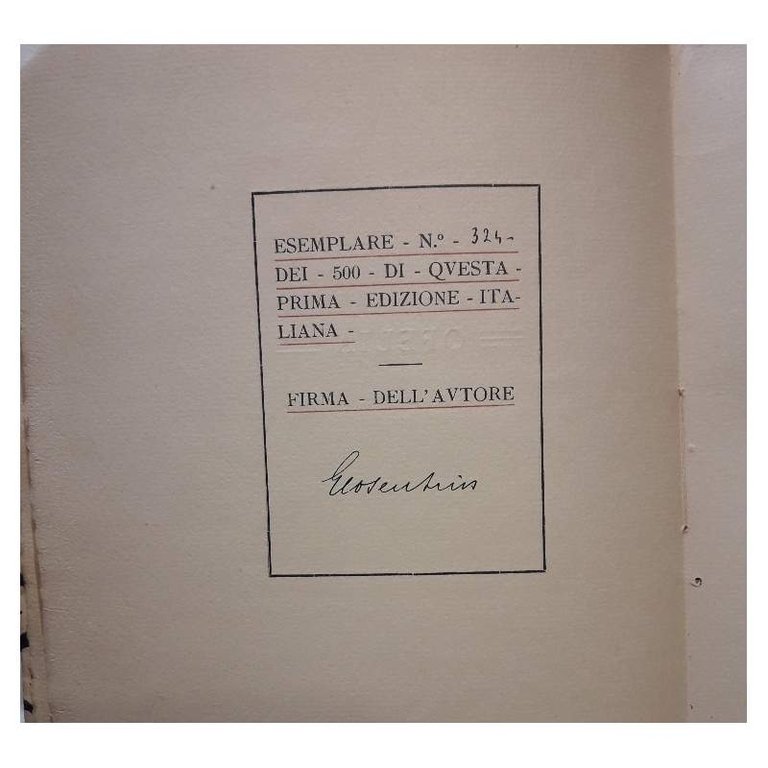 ESEMPLARE - N.º - 324-
DEI - 500 - DI - QVESTA -
PRIMA - EDIZIONE - ITA-
LIANA -
FIRMA - DELL'AVTORE